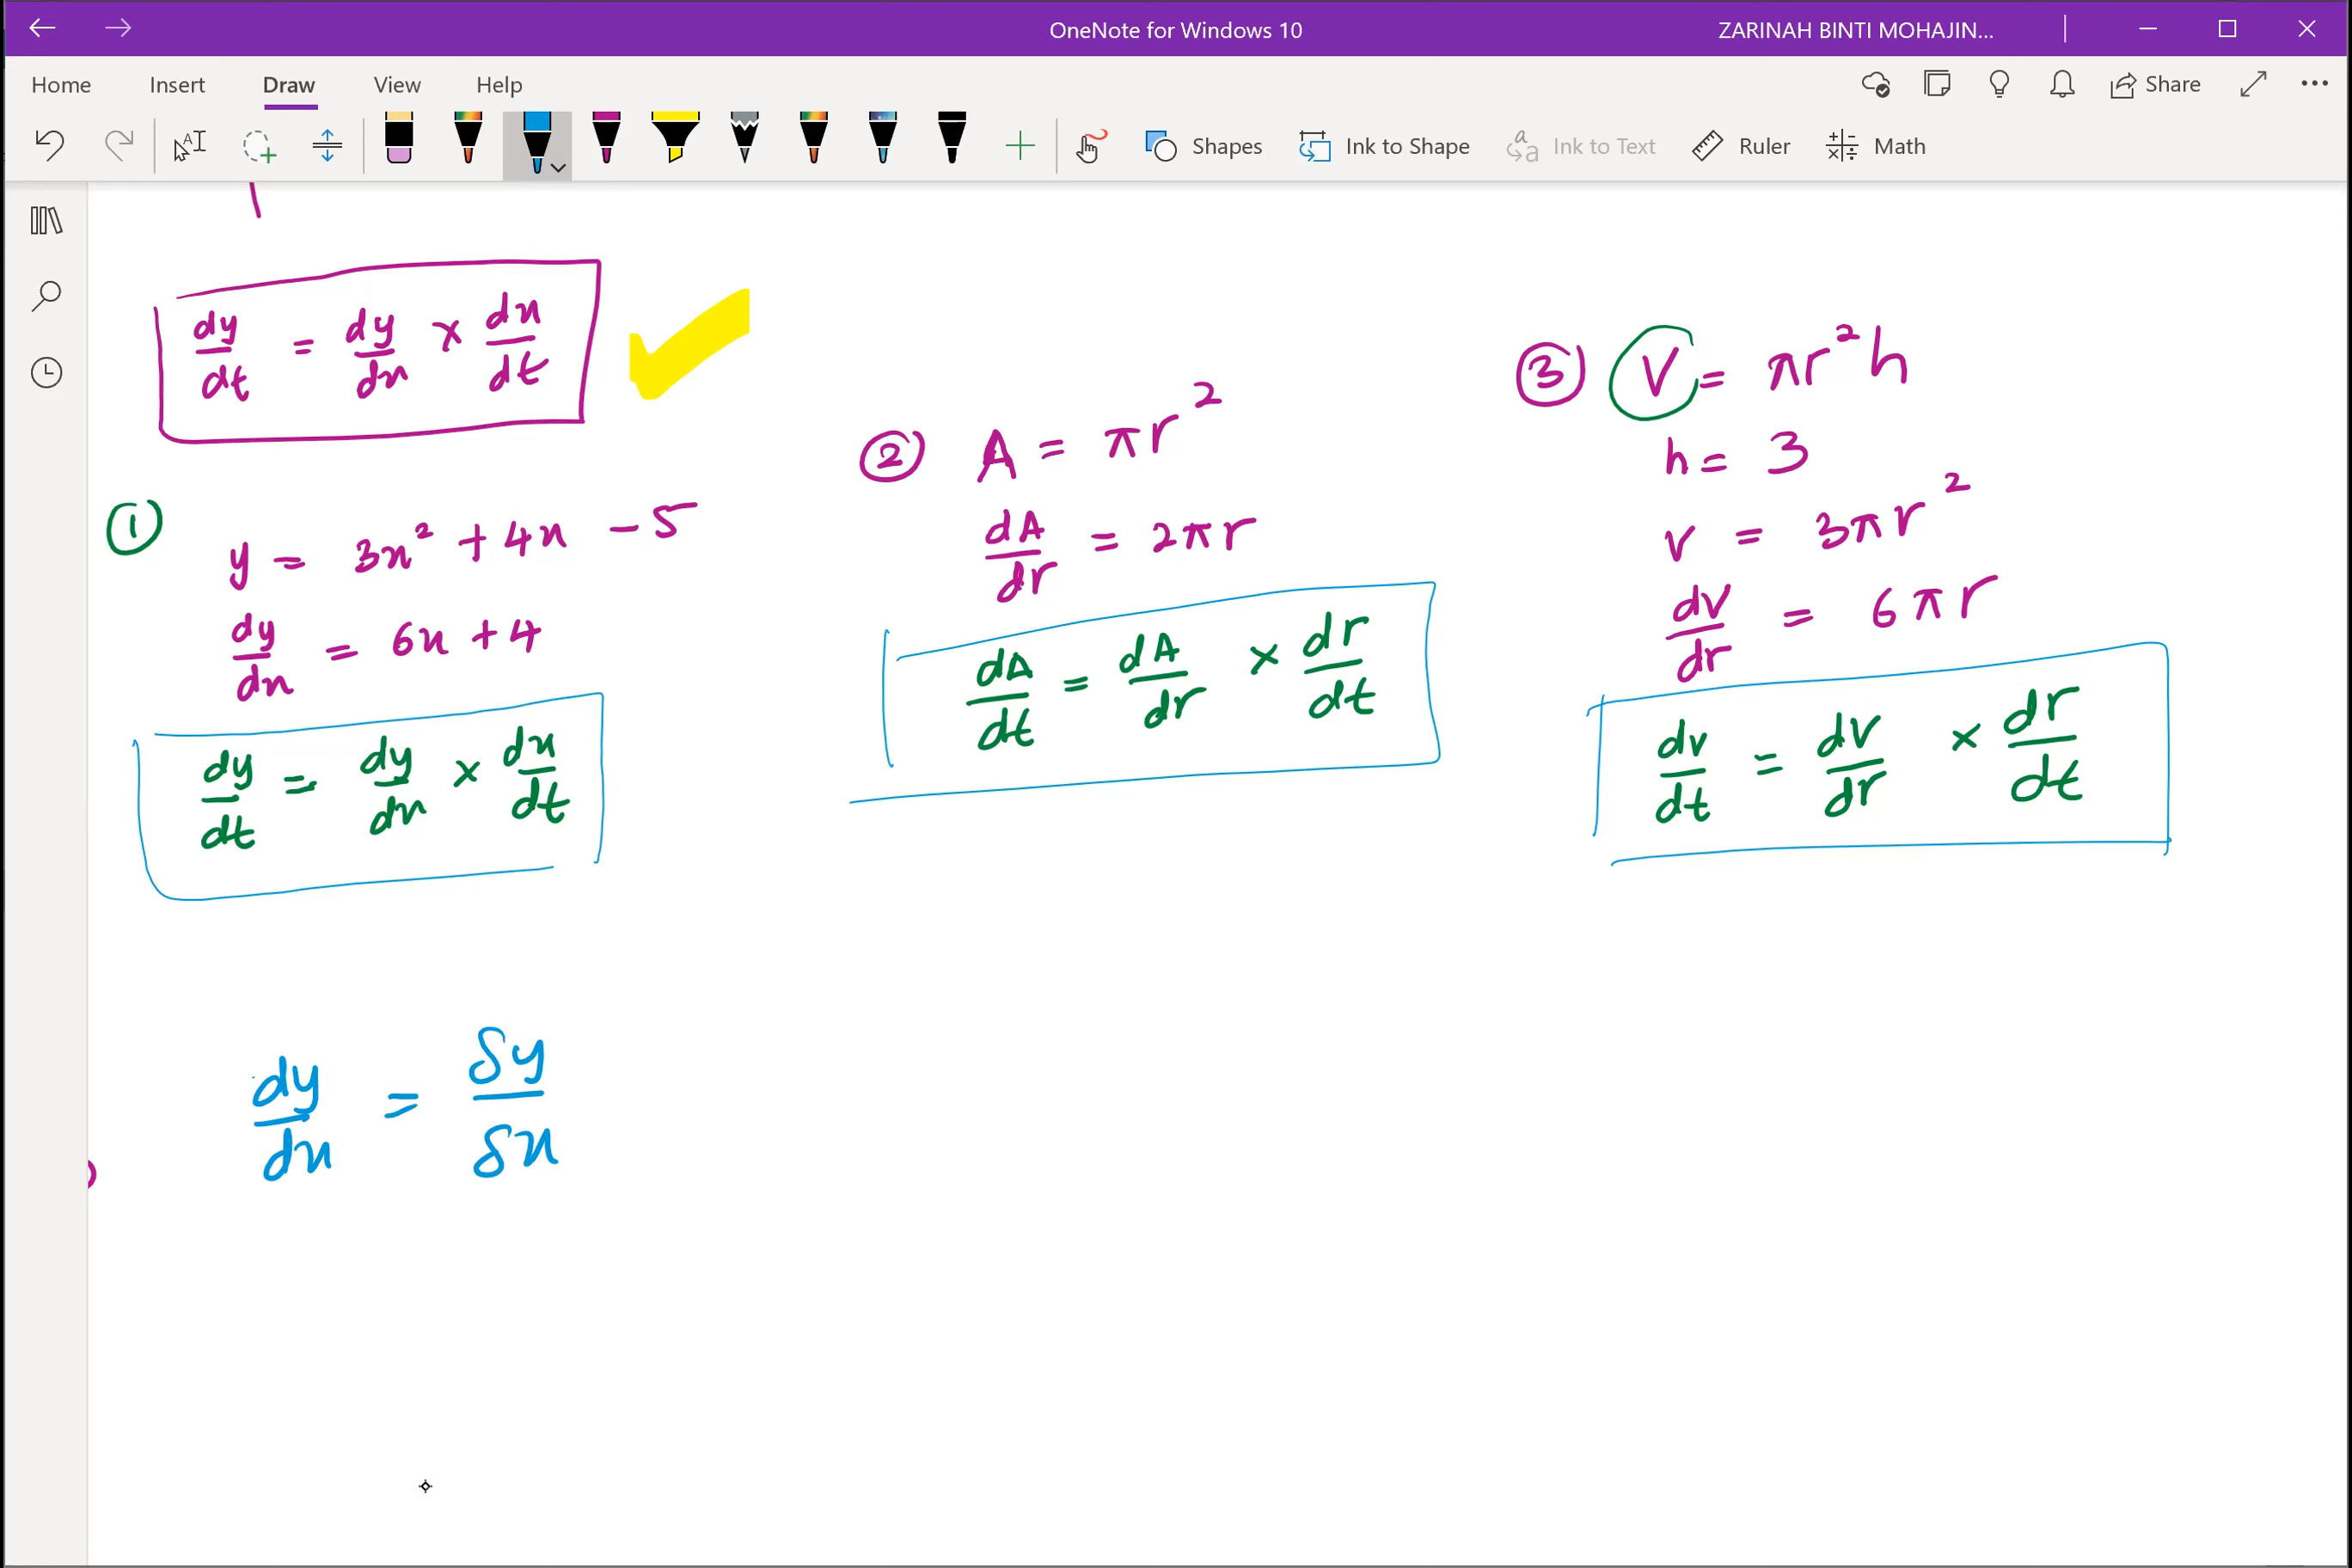 OneNote for Windows 10
ZARINAH BINTI MOHAJIN...
Home Insert Draw View Help
Share
Shapes Ink to Shape Ink to Text Ruler Math
dy/dt = dy/dx × dx/dt
① y = 3x² + 4x - 5
dy/dx = 6x + 4
dy/dt = dy/dx × dx/dt
② A = πr²
dA/dr = 2πr
dA/dt = dA/dr × dr/dt
③ V = πr²h
h = 3
V = 3πr²
dV/dr = 6πr
dV/dt = dV/dr × dr/dt
dy/dx = δy/δx